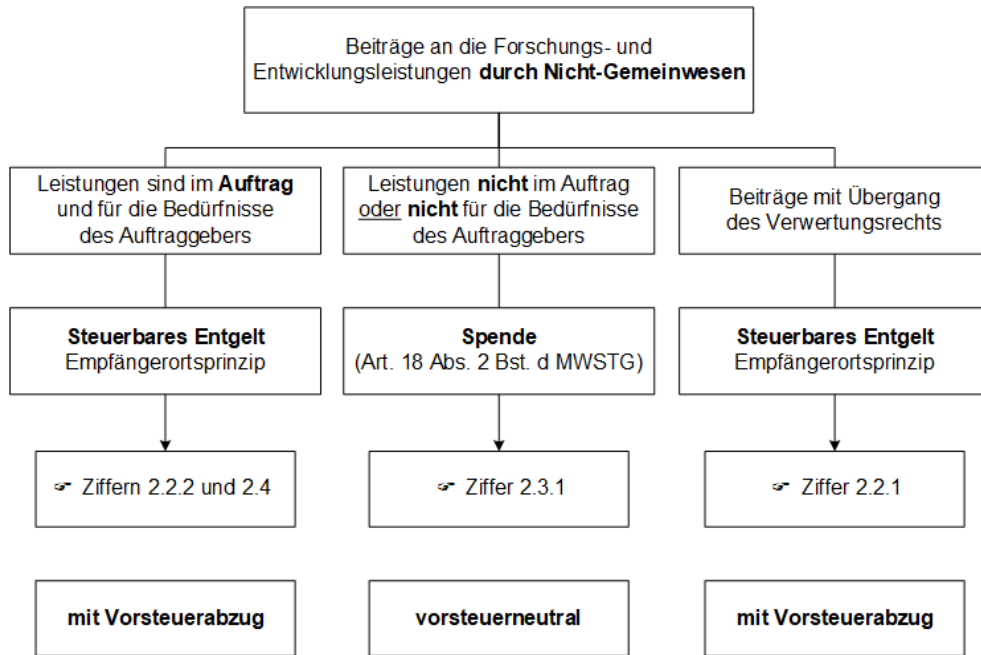 Beiträge an die Forschungs- und
Entwicklungsleistungen durch Nicht-Gemeinwesen
Leistungen sind im Auftrag
und für die Bedürfnisse
des Auftraggebers
Leistungen nicht im Auftrag
oder nicht für die Bedürfnisse
des Auftraggebers
Beiträge mit Übergang
des Verwertungsrechts
Steuerbares Entgelt
Empfängerortsprinzip
Spende
(Art. 18 Abs. 2 Bst. d MWSTG)
Steuerbares Entgelt
Empfängerortsprinzip
☞ Ziffern 2.2.2 und 2.4
☞ Ziffer 2.3.1
☞ Ziffer 2.2.1
mit Vorsteuerabzug
vorsteuerneutral
mit Vorsteuerabzug